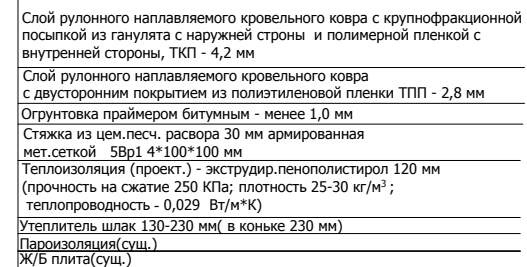 Слой рулонного наплавляемого кровельного ковра с крупнофракционной
посыпкой из ганулята с наружней строны и полимерной пленкой с
внутренней стороны, ТКП - 4,2 мм
Слой рулонного наплавляемого кровельного ковра
с двусторонним покрытием из полиэтиленовой пленки ТПП - 2,8 мм
Огрунтовка праймером битумным - менее 1,0 мм
Стяжка из цем.песч. развора 30 мм армированная
мет.сеткой 5Вр1 4*100*100 мм
Теплоизоляция (проект.) - экструдир.пенополистирол 120 мм
(прочность на сжатие 250 КПа; плотность 25-30 кг/м³ ;
теплопроводность - 0,029 Вт/м*К)
Утеплитель шлак 130-230 мм( в коньке 230 мм)
Пароизоляция(сущ.)
Ж/Б плита(сущ.)